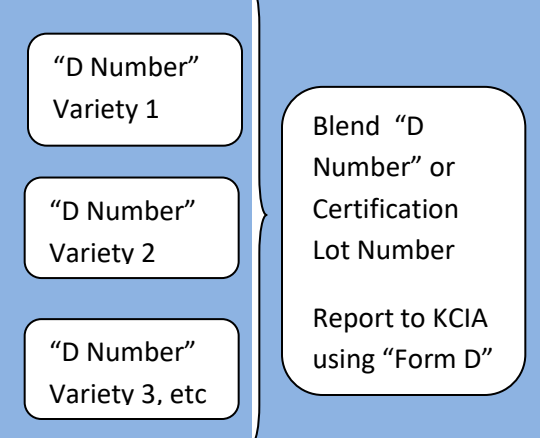 “D Number”
Variety 1
“D Number”
Variety 2
“D Number”
Variety 3, etc
Blend “D
Number” or
Certification
Lot Number
Report to KCIA
using “Form D”